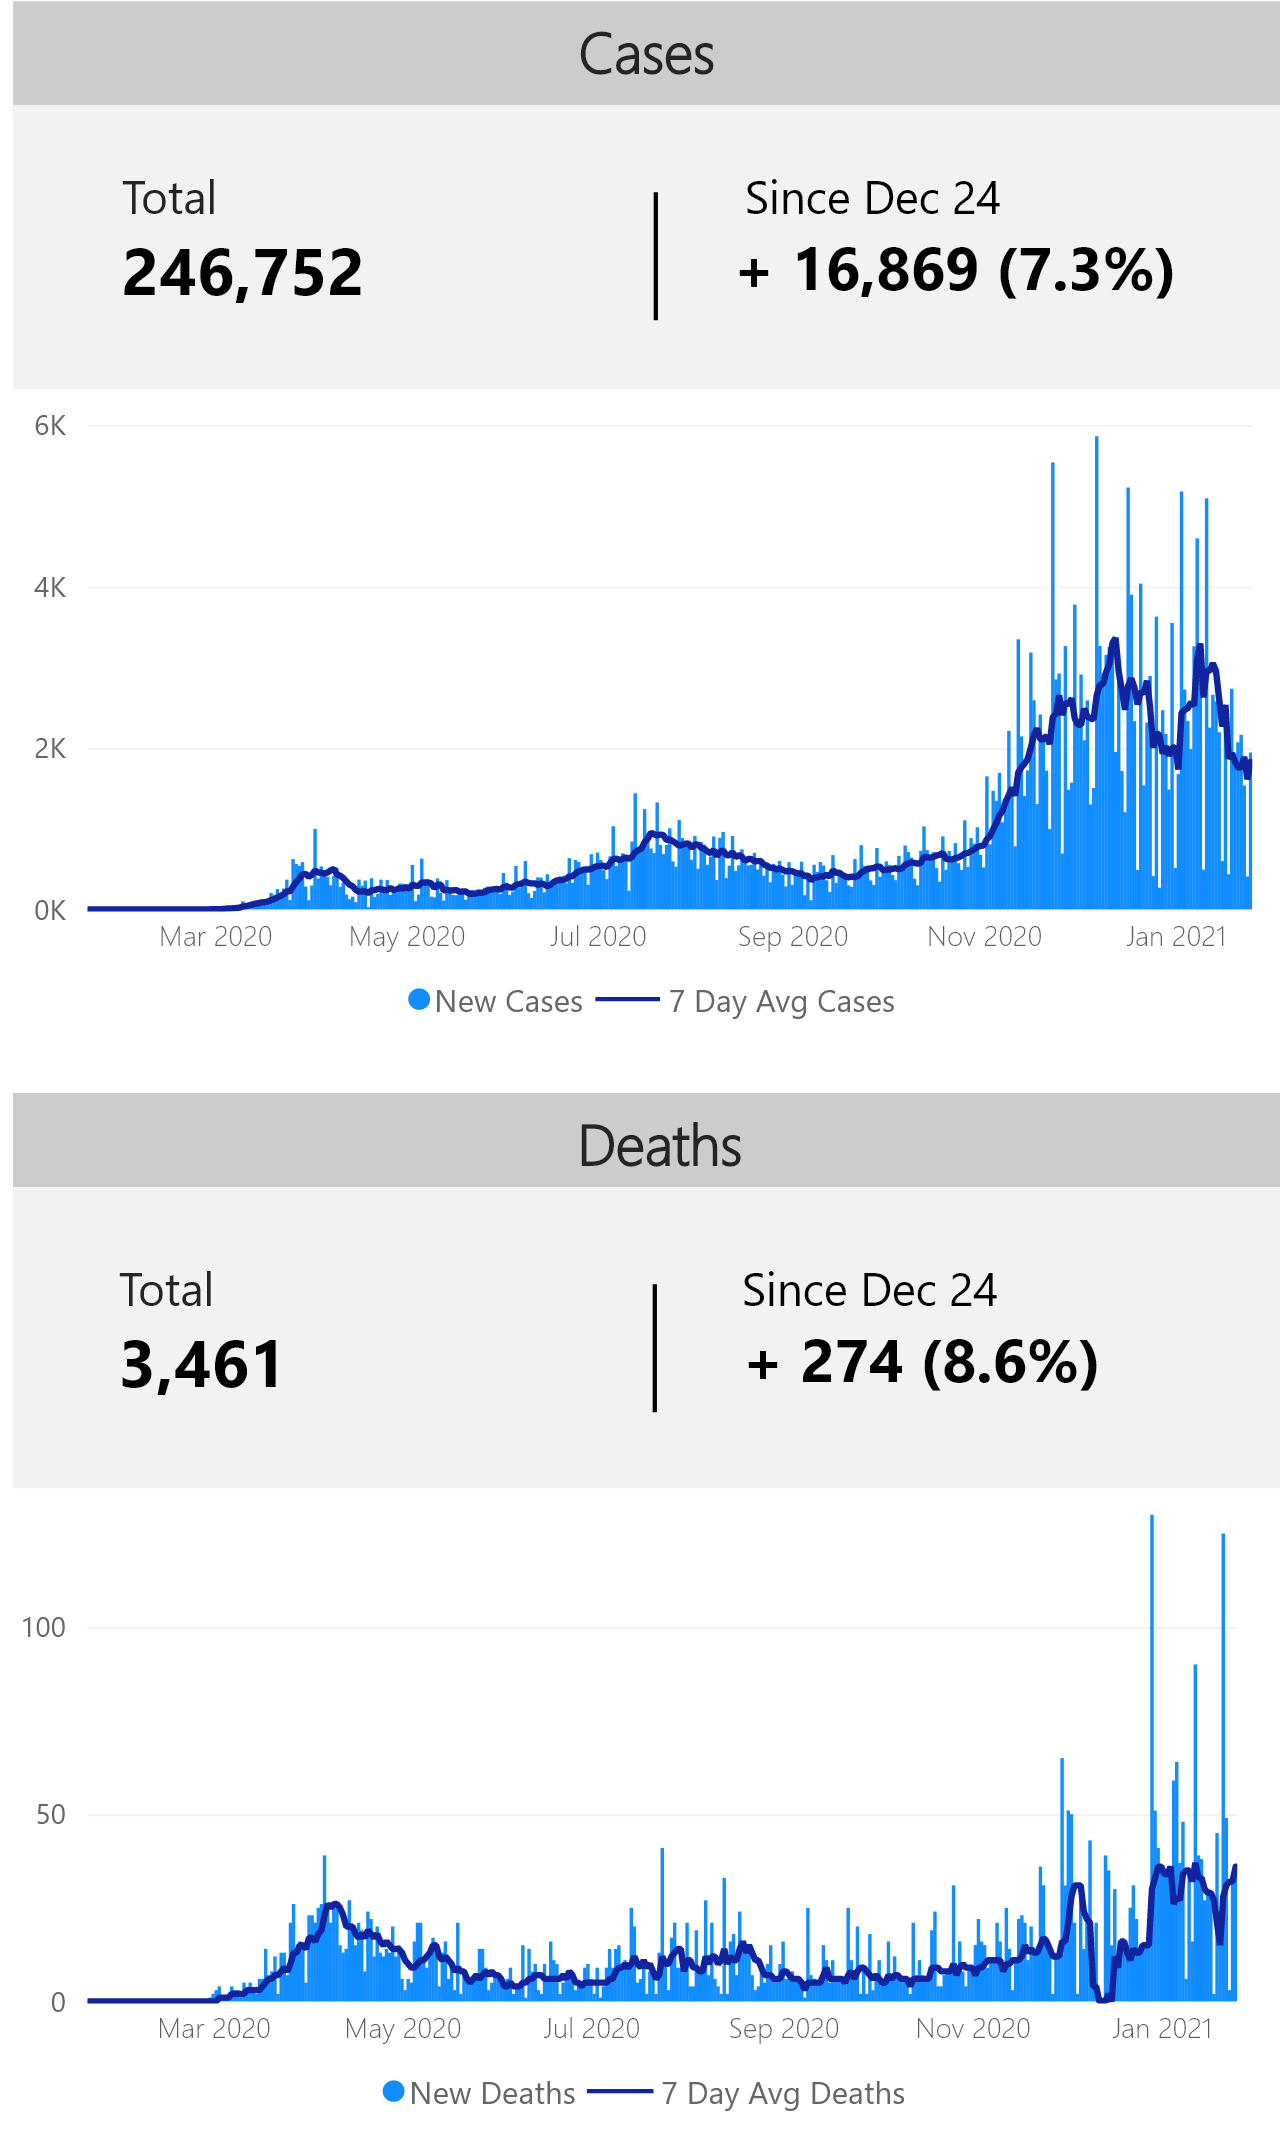 Cases
Total
Since Dec 24
246,752
+ 16,869 (7.3%)
6K
4K
2K
0K
Mar 2020 May 2020 Jul 2020 Sep 2020 Nov 2020 Jan 2021
New Cases 7 Day Avg Cases
Deaths
Total
Since Dec 24
3,461
+ 274 (8.6%)
100
50
0
Mar 2020 May 2020 Jul 2020 Sep 2020 Nov 2020 Jan 2021
New Deaths 7 Day Avg Deaths